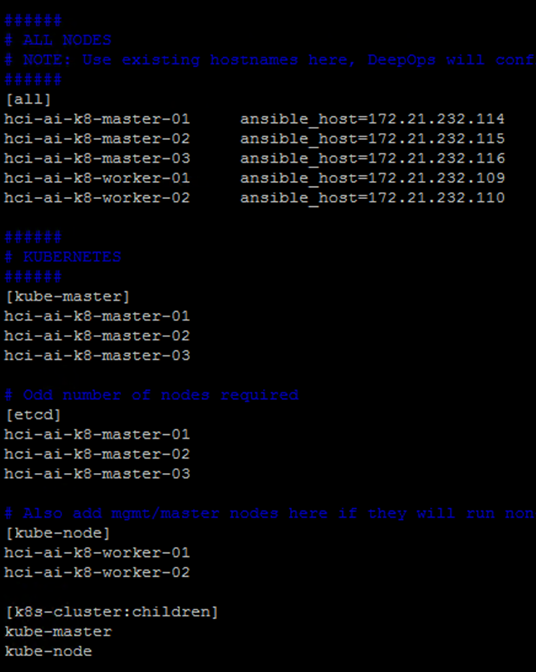 ######
# ALL NODES
# NOTE: Use existing hostnames here, DeepOps will conf
######
[all]
hci-ai-k8-master-01     ansible_host=172.21.232.114
hci-ai-k8-master-02     ansible_host=172.21.232.115
hci-ai-k8-master-03     ansible_host=172.21.232.116
hci-ai-k8-worker-01     ansible_host=172.21.232.109
hci-ai-k8-worker-02     ansible_host=172.21.232.110
######
# KUBERNETES
######
[kube-master]
hci-ai-k8-master-01
hci-ai-k8-master-02
hci-ai-k8-master-03
# Odd number of nodes required
[etcd]
hci-ai-k8-master-01
hci-ai-k8-master-02
hci-ai-k8-master-03
# Also add mgmt/master nodes here if they will run non
[kube-node]
hci-ai-k8-worker-01
hci-ai-k8-worker-02
[k8s-cluster:children]
kube-master
kube-node